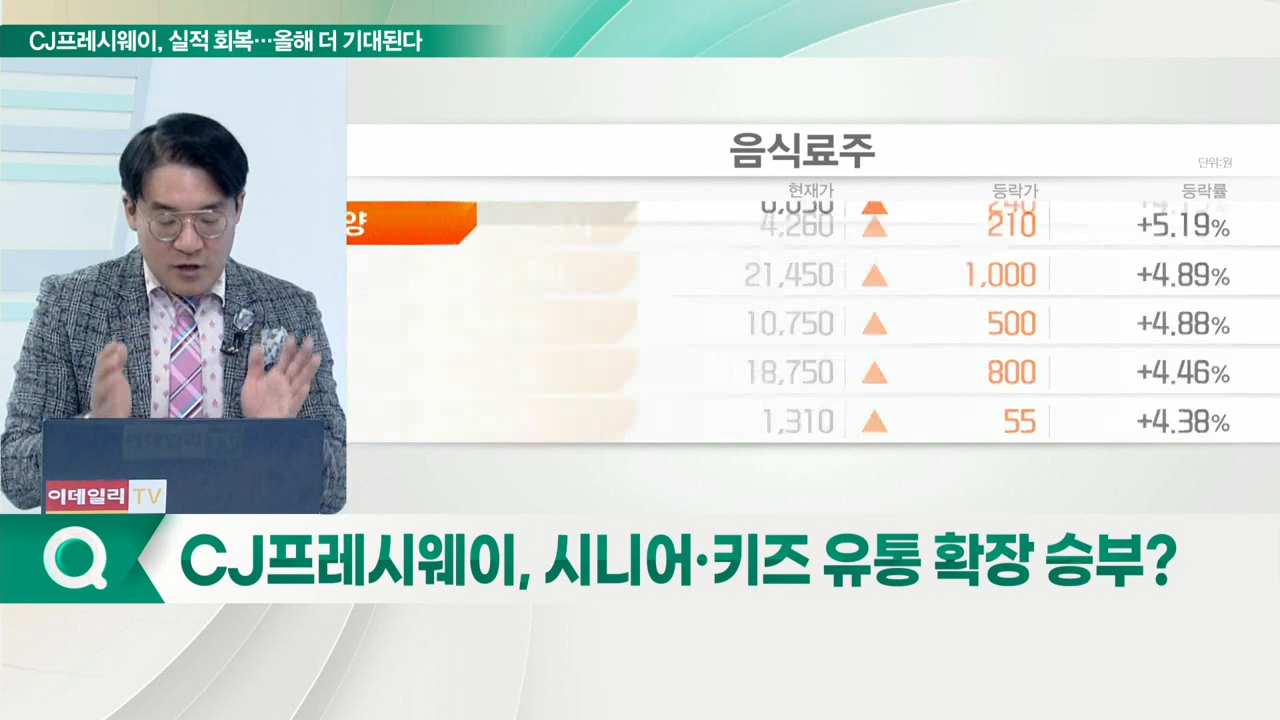 CJ프레시웨이, 실적 회복…올해 더 기대된다
음식료주
단위:원
현재가 등락가 등락률
양 4,260 ▲ 210 +5.19%
21,450 ▲ 1,000 +4.89%
10,750 ▲ 500 +4.88%
18,750 ▲ 800 +4.46%
1,310 ▲ 55 +4.38%
이데일리 TV
CJ프레시웨이, 시니어·키즈 유통 확장 승부?